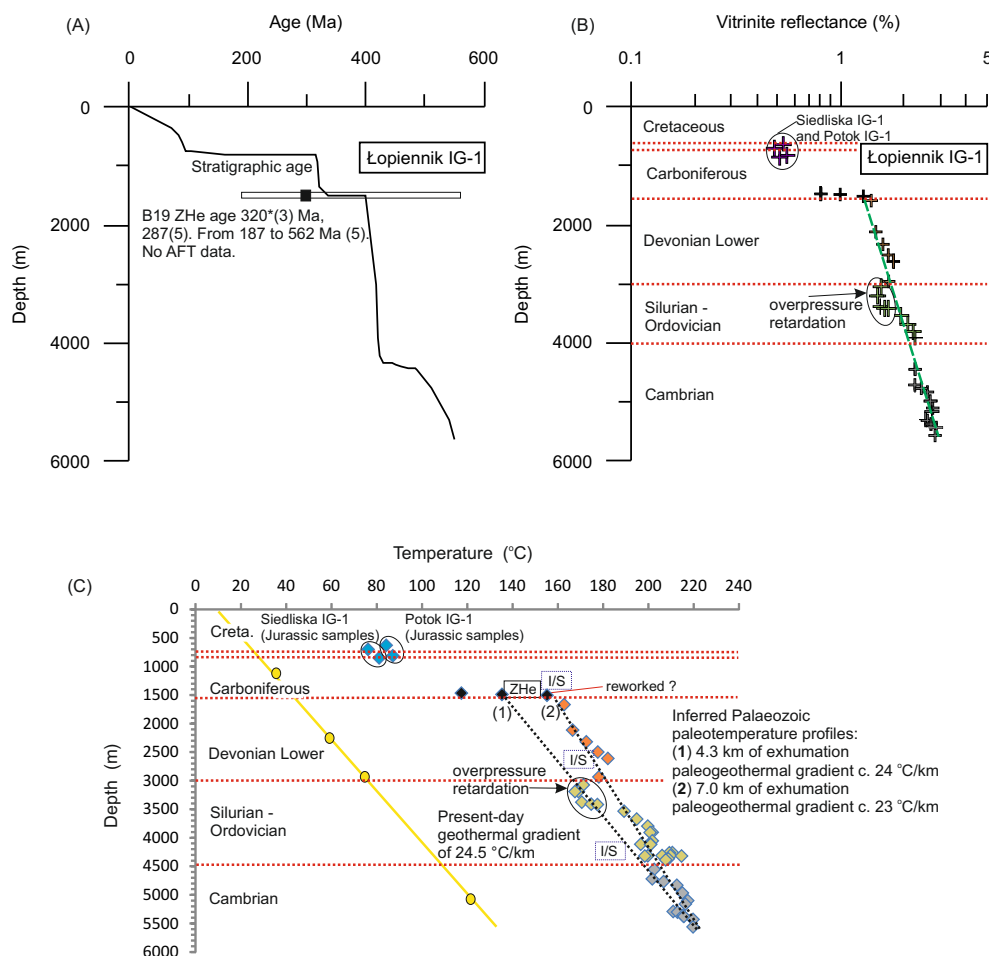 (A)
Age (Ma)
0
200
400
600
0
2000
4000
6000
Depth (m)
Łopiennik IG-1
Stratigraphic age
B19 ZHe age 320*(3) Ma,
287(5). From 187 to 562 Ma (5).
No AFT data.
(B)
Vitrinite reflectance (%)
0.1
1
5
0
2000
4000
6000
Depth (m)
Cretaceous
Siedliska IG-1
and Potok IG-1
Łopiennik IG-1
Carboniferous
Devonian Lower
Silurian -
Ordovician
overpressure
retardation
Cambrian
Temperature (°C)
(C)
0 20 40 60 80 100 120 140 160 180 200 220 240
0
500
1000
1500
2000
2500
3000
3500
4000
4500
5000
5500
6000
Depth (m)
Creta.
Siedliska IG-1
(Jurassic samples)
Potok IG-1
(Jurassic samples)
Carboniferous
ZHe
I/S
reworked ?
(1)
(2)
Devonian Lower
I/S
overpressure
retardation
Inferred Palaeozoic
paleotemperature profiles:
(1) 4.3 km of exhumation
paleogeothermal gradient c. 24 °C/km
(2) 7.0 km of exhumation
paleogeothermal gradient c. 23 °C/km
Silurian -
Ordovician
Present-day
geothermal gradient
of 24.5 °C/km
I/S
Cambrian